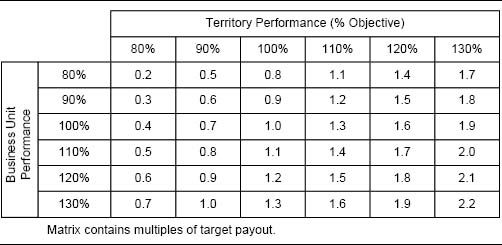 Territory Performance (% Objective)
80% 90% 100% 110% 120% 130%
Business Unit
Performance
80% 0.2 0.5 0.8 1.1 1.4 1.7
90% 0.3 0.6 0.9 1.2 1.5 1.8
100% 0.4 0.7 1.0 1.3 1.6 1.9
110% 0.5 0.8 1.1 1.4 1.7 2.0
120% 0.6 0.9 1.2 1.5 1.8 2.1
130% 0.7 1.0 1.3 1.6 1.9 2.2
Matrix contains multiples of target payout.